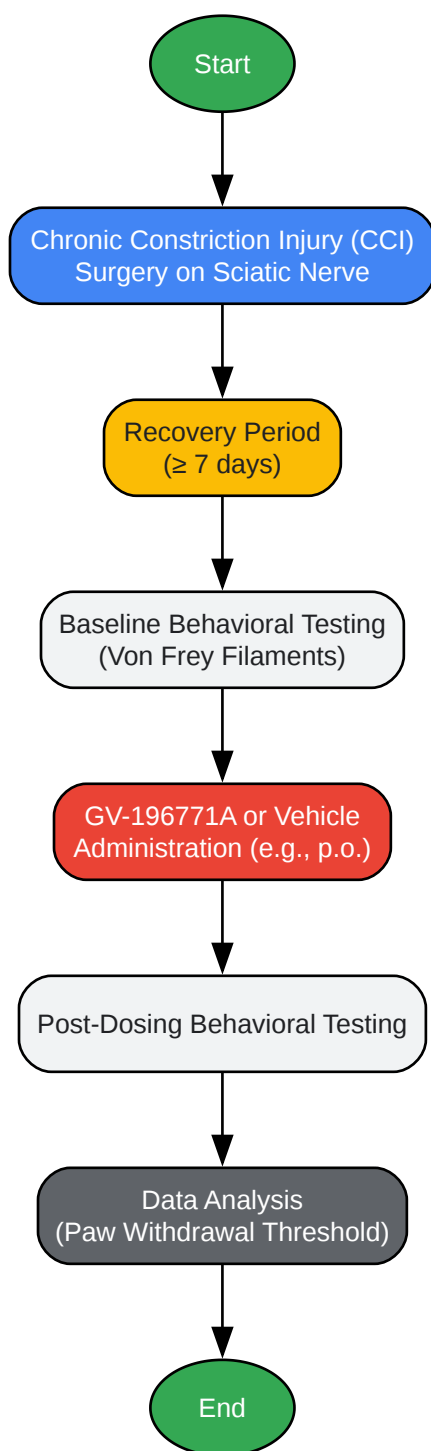 Start
Chronic Constriction Injury (CCI)
Surgery on Sciatic Nerve
Recovery Period
(≥ 7 days)
Baseline Behavioral Testing
(Von Frey Filaments)
GV-196771A or Vehicle
Administration (e.g., p.o.)
Post-Dosing Behavioral Testing
Data Analysis
(Paw Withdrawal Threshold)
End